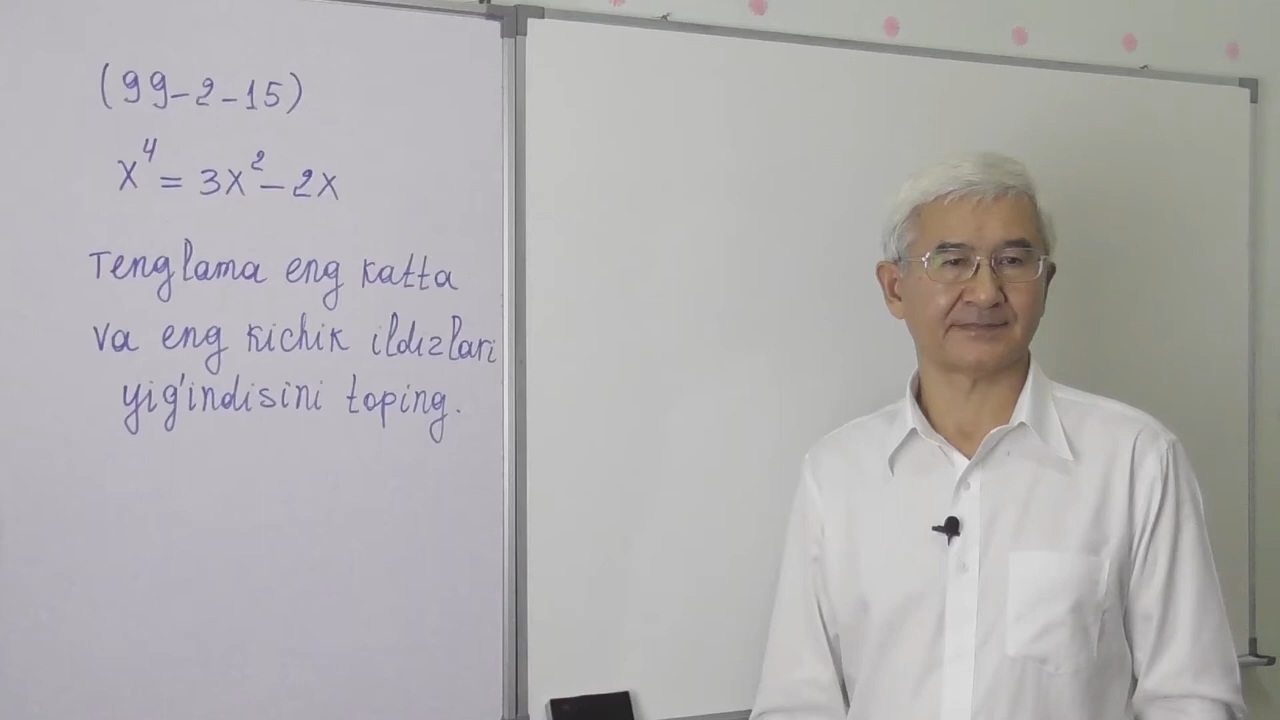 (99-2-15)
x⁴ = 3x² - 2x
Tenglama eng katta
va eng kichik ildizlari
yig'indisini toping.